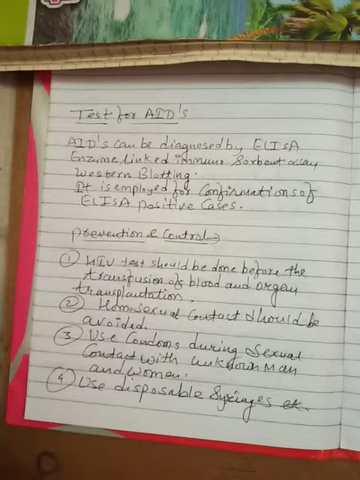 Test for AID's
AID's can be diagnosed by ELISA
Enzyme linked immuno Sorbent assay
Western Blotting.
It is employed for Confirmations of
ELISA Positive Cases.
Prevention & Control→
① HIV test should be done before the
transfusion of blood and organ
transplantation.
② Homosexual Contact should be
avoided.
③ Use Condoms during Sexual
Contact with unknown Man
and women.
④ Use disposable Syringes etc.